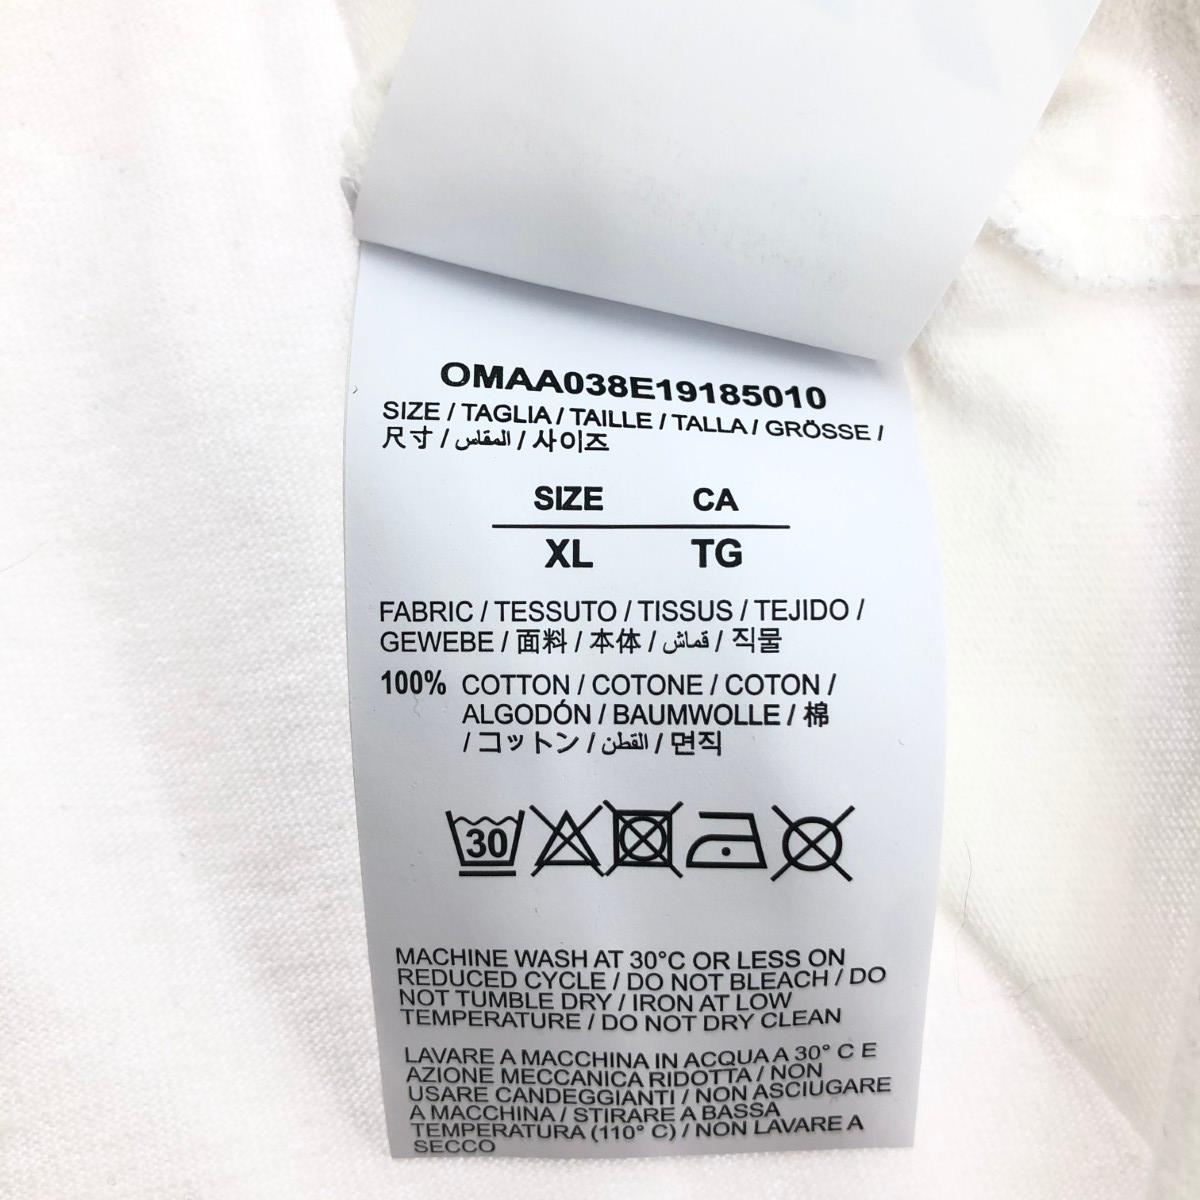 OMAA038E19185010
SIZE / TAGLIA / TAILLE / TALLA / GRÖSSE /
尺寸 / المقاس / 사이즈
SIZE CA
XL TG
FABRIC / TESSUTO / TISSUS / TEJIDO /
GEWEBE / 面料 / 本体 / قماش / 직물
100% COTTON / COTONE / COTON /
ALGODÓN / BAUMWOLLE / 棉
/ コットン / القطن / 면직
30
MACHINE WASH AT 30°C OR LESS ON
REDUCED CYCLE / DO NOT BLEACH / DO
NOT TUMBLE DRY / IRON AT LOW
TEMPERATURE / DO NOT DRY CLEAN
LAVARE A MACCHINA IN ACQUA A 30° C E
AZIONE MECCANICA RIDOTTA / NON
USARE CANDEGGIANTI / NON ASCIUGARE
A MACCHINA / STIRARE A BASSA
TEMPERATURA (110° C) / NON LAVARE A
SECCO